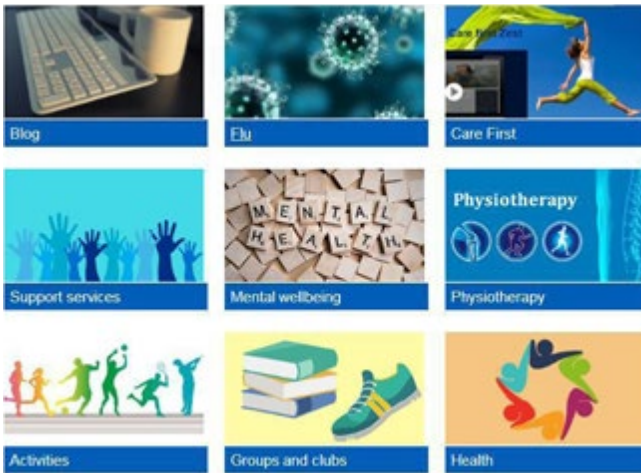 Care first Zest
Blog
Flu
Care First
MENTAL
HEALTH
Physiotherapy
Support services
Mental wellbeing
Physiotherapy
Activities
Groups and clubs
Health